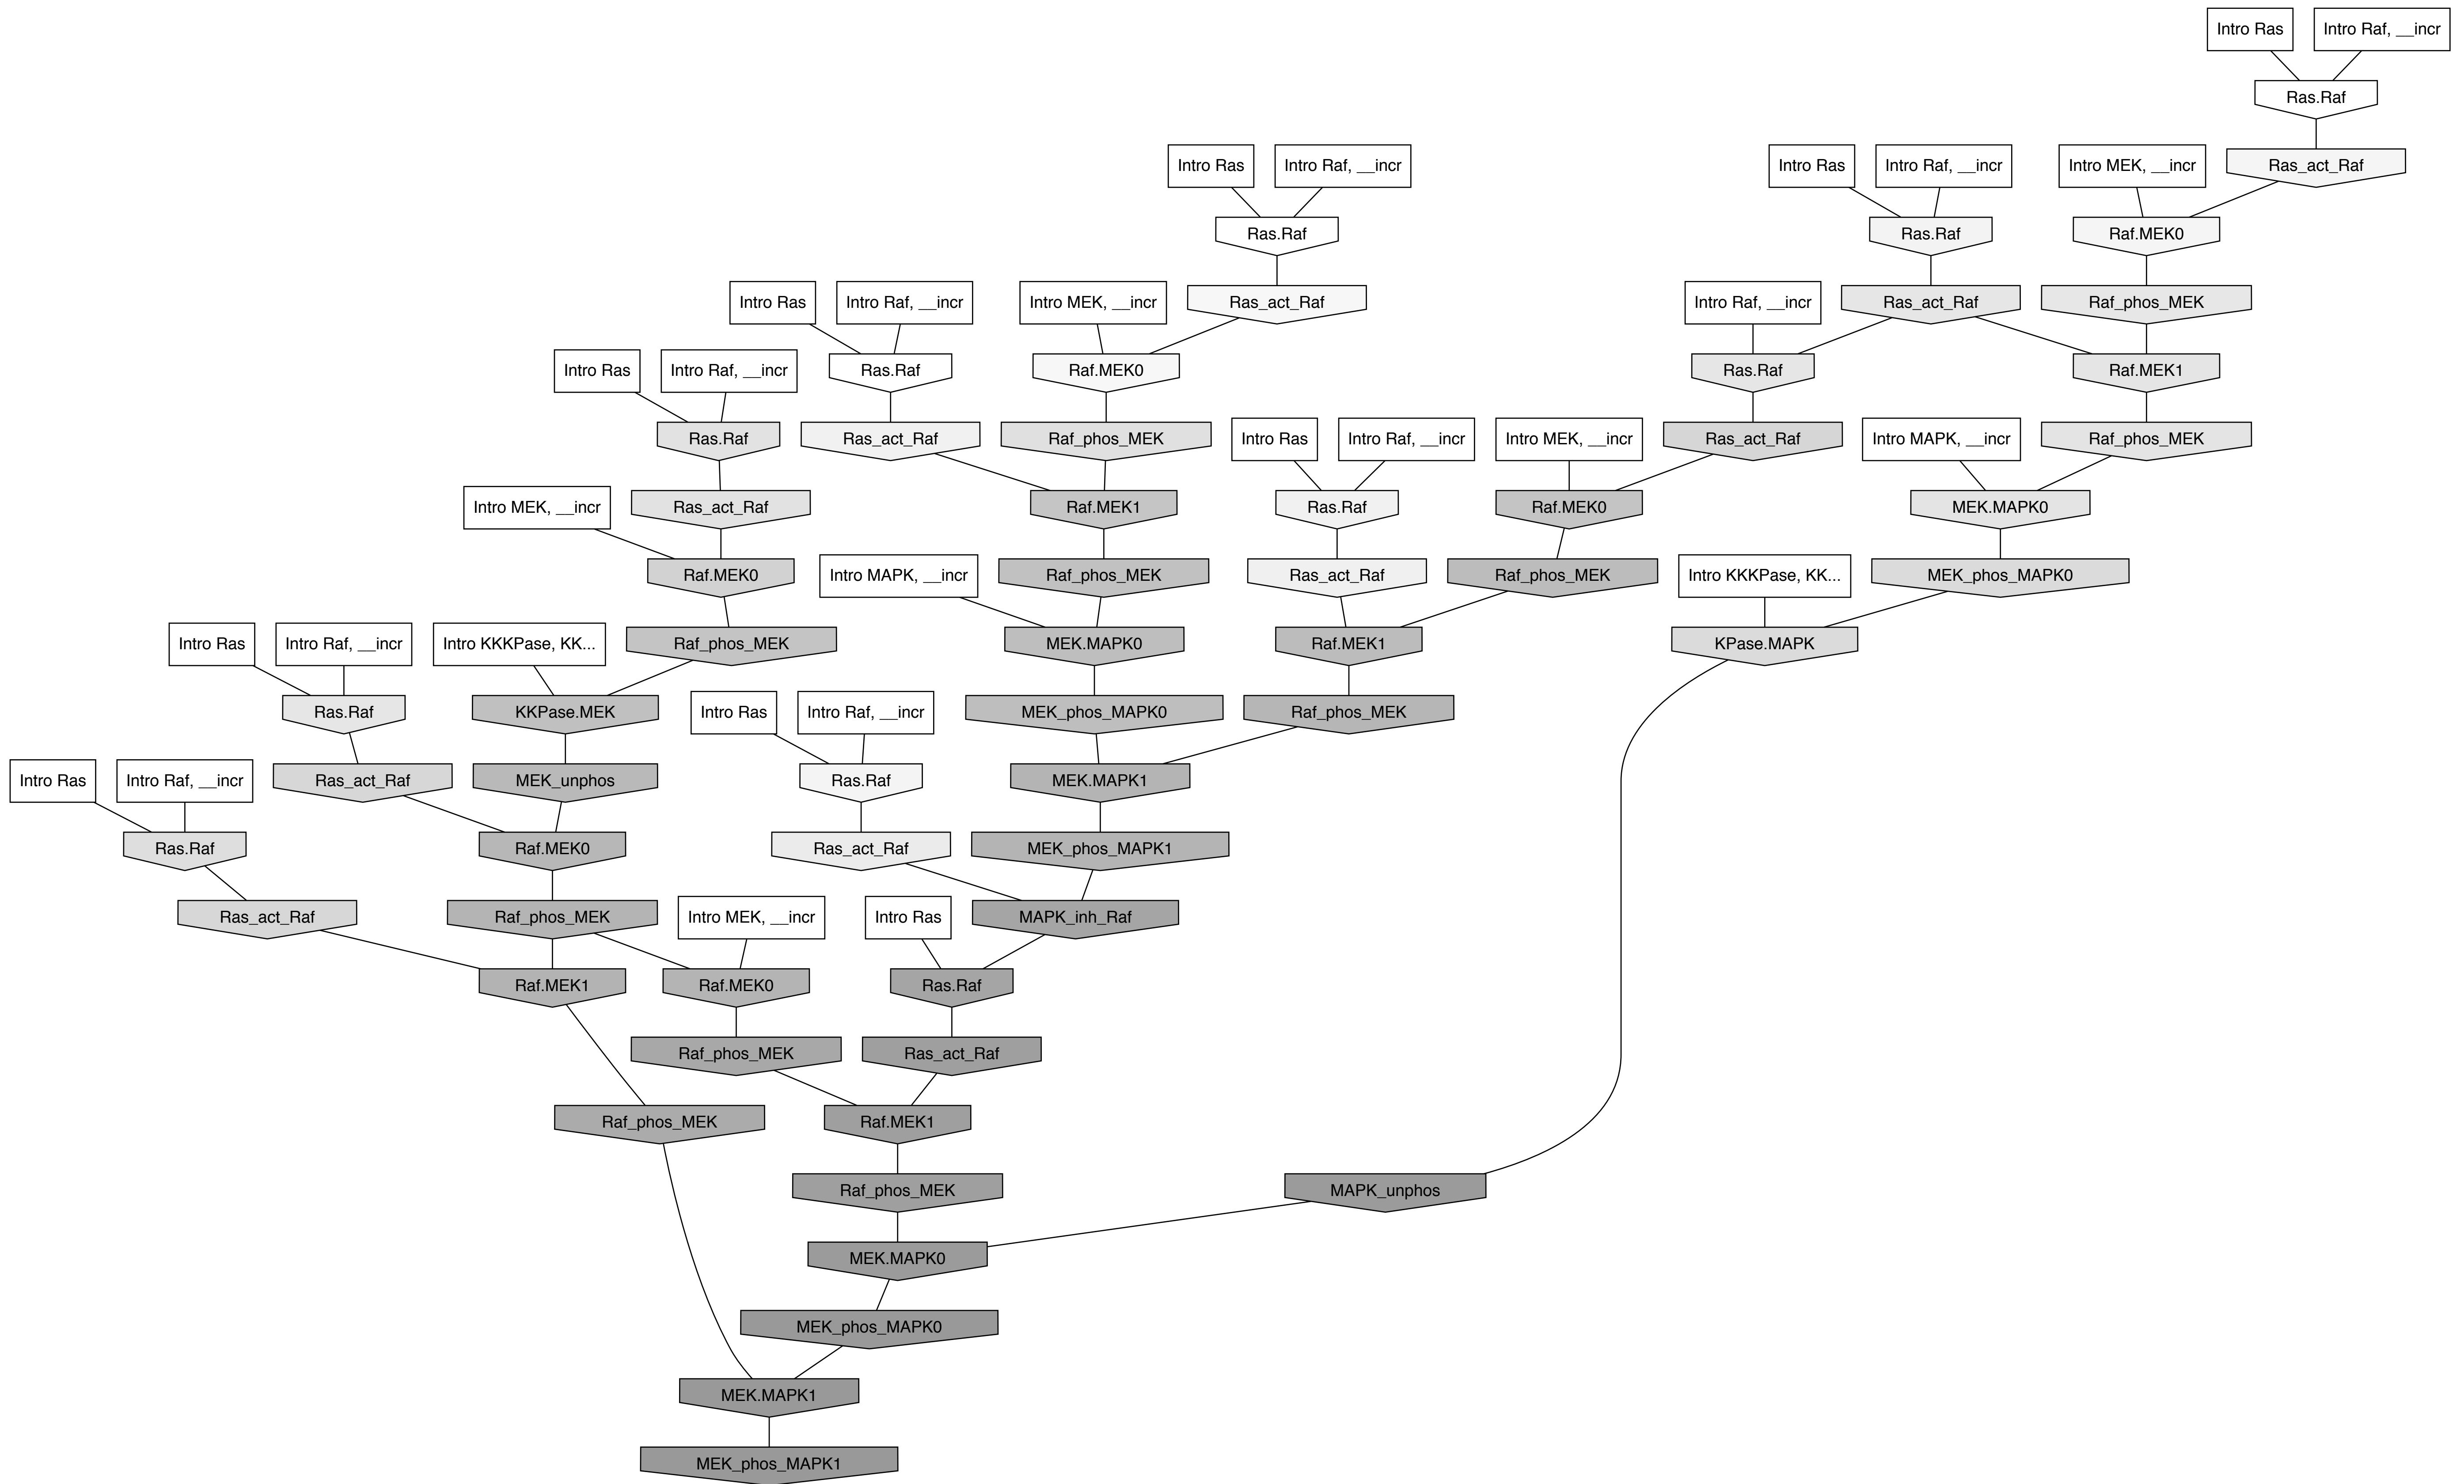 Intro Ras
Intro Raf, __incr
Ras.Raf
Intro Ras
Intro Raf, __incr
Intro Ras
Intro Raf, __incr
Intro MEK, __incr
Ras_act_Raf
Ras.Raf
Ras.Raf
Raf.MEK0
Intro Ras
Intro Raf, __incr
Intro MEK, __incr
Ras_act_Raf
Intro Raf, __incr
Ras_act_Raf
Raf_phos_MEK
Intro Ras
Intro Raf, __incr
Ras.Raf
Raf.MEK0
Ras.Raf
Raf.MEK1
Ras.Raf
Ras_act_Raf
Raf_phos_MEK
Intro Ras
Intro Raf, __incr
Intro MEK, __incr
Ras_act_Raf
Intro MAPK, __incr
Raf_phos_MEK
Intro MEK, __incr
Ras_act_Raf
Raf.MEK1
Ras.Raf
Raf.MEK0
MEK.MAPK0
Raf.MEK0
Intro MAPK, __incr
Raf_phos_MEK
Ras_act_Raf
Raf_phos_MEK
Intro KKKPase, KK...
MEK_phos_MAPK0
Intro Ras
Intro Raf, __incr
Intro KKKPase, KK...
Raf_phos_MEK
MEK.MAPK0
Raf.MEK1
KPase.MAPK
Ras.Raf
KKPase.MEK
Intro Ras
Intro Raf, __incr
MEK_phos_MAPK0
Raf_phos_MEK
Intro Ras
Intro Raf, __incr
Ras_act_Raf
MEK_unphos
Ras.Raf
MEK.MAPK1
Ras.Raf
Raf.MEK0
Ras_act_Raf
MEK_phos_MAPK1
Ras_act_Raf
Raf_phos_MEK
Intro MEK, __incr
Intro Ras
MAPK_inh_Raf
Raf.MEK1
Raf.MEK0
Ras.Raf
Raf_phos_MEK
Ras_act_Raf
Raf_phos_MEK
Raf.MEK1
Raf_phos_MEK
MAPK_unphos
MEK.MAPK0
MEK_phos_MAPK0
MEK.MAPK1
MEK_phos_MAPK1